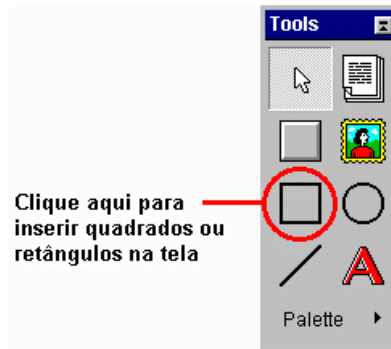 Tools
Clique aqui para
inserir quadrados ou
retângulos na tela
A
Palette